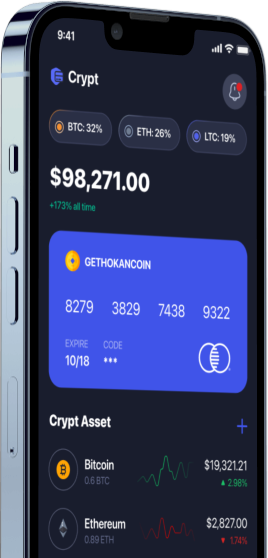 9:41
Crypt
BTC: 32% ETH: 26% LTC: 19%
$98,271.00
+173% all time
GETHOKANCOIN
8279 3829 7438 9322
EXPIRE CODE
10/18 ***
Crypt Asset
Bitcoin $19,321.21
0.6 BTC ▲ 2.98%
Ethereum $2,827.00
0.89 ETH ▼ 1.74%